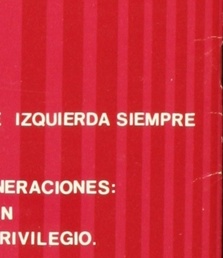 IZQUIERDA SIEMPRE
NERACIONES:
N
RIVILEGIO.